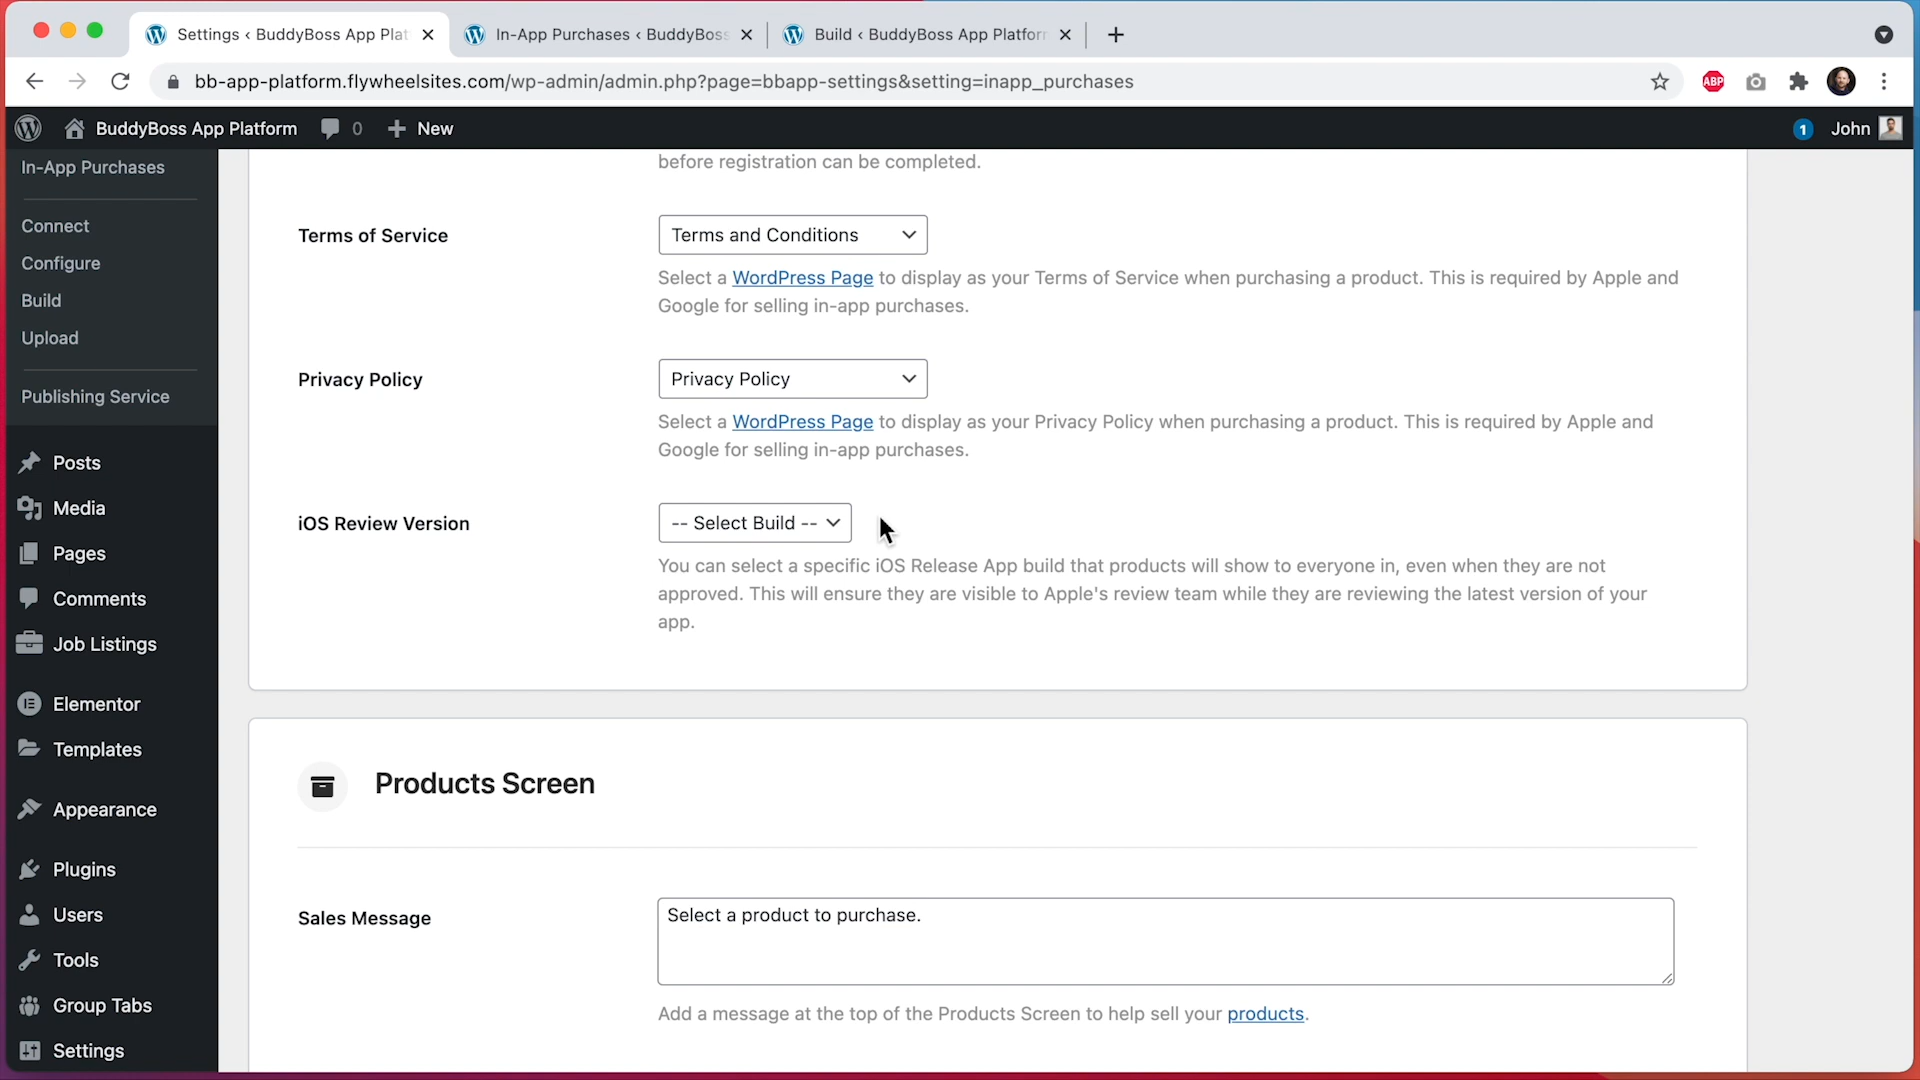 Settings ‹ BuddyBoss App Plat
In-App Purchases ‹ BuddyBoss
Build ‹ BuddyBoss App Platform
bb-app-platform.flywheelsites.com/wp-admin/admin.php?page=bbapp-settings&setting=inapp_purchases
ABP
BuddyBoss App Platform
0
New
1
John
In-App Purchases
Connect
Configure
Build
Upload
Publishing Service
Posts
Media
Pages
Comments
Job Listings
Elementor
Templates
Appearance
Plugins
Users
Tools
Group Tabs
Settings
before registration can be completed.
Terms of Service
Terms and Conditions
Select a WordPress Page to display as your Terms of Service when purchasing a product. This is required by Apple and
Google for selling in-app purchases.
Privacy Policy
Privacy Policy
Select a WordPress Page to display as your Privacy Policy when purchasing a product. This is required by Apple and
Google for selling in-app purchases.
iOS Review Version
-- Select Build --
You can select a specific iOS Release App build that products will show to everyone in, even when they are not
approved. This will ensure they are visible to Apple's review team while they are reviewing the latest version of your
app.
Products Screen
Sales Message
Select a product to purchase.
Add a message at the top of the Products Screen to help sell your products.